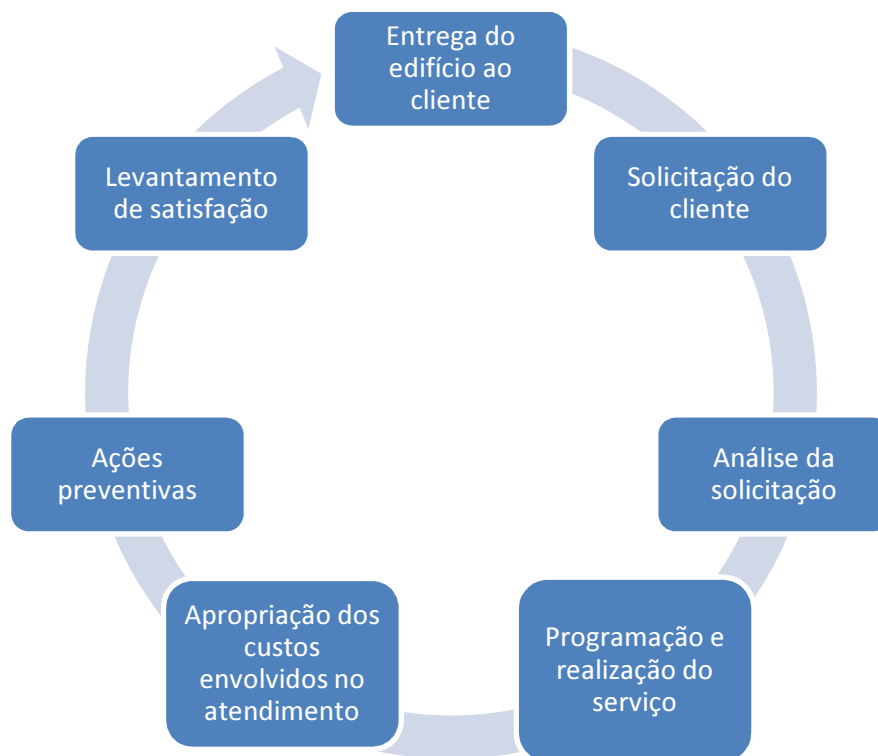 Entrega do
edifício ao
cliente
Solicitação do
cliente
Análise da
solicitação
Programação e
realização do
serviço
Apropriação dos
custos
envolvidos no
atendimento
Ações
preventivas
Levantamento
de satisfação